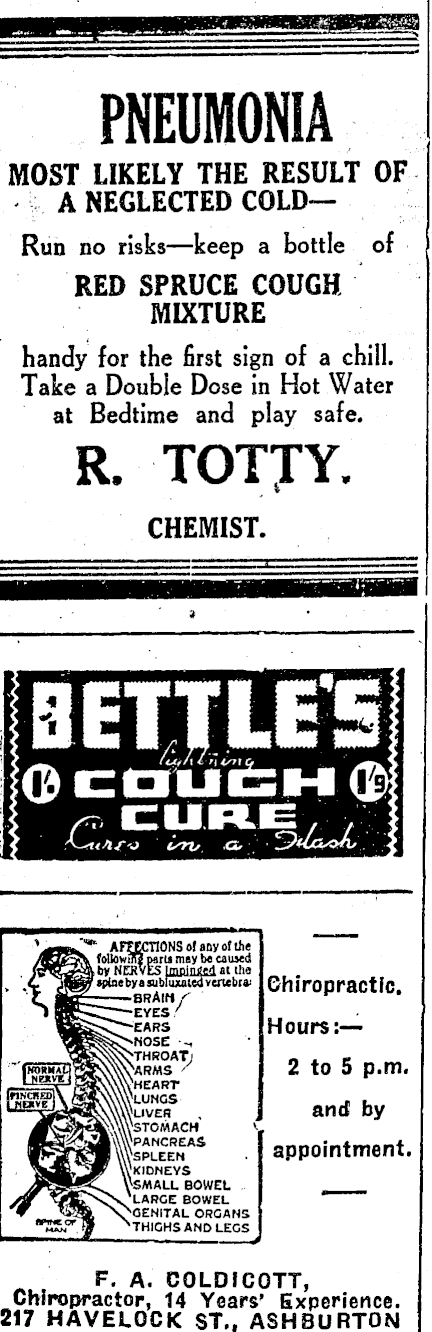 PNEUMONIA
MOST LIKELY THE RESULT OF
A NEGLECTED COLD—
Run no risks—keep a bottle of
RED SPRUCE COUGH
MIXTURE
handy for the first sign of a chill.
Take a Double Dose in Hot Water
at Bedtime and play safe.
R. TOTTY.
CHEMIST.
BETTLE'S
lightning
1/- COUGH 1/9
CURE
Cures in a Flash
AFFECTIONS of any of the
following parts may be caused
by NERVES impinged at the
spine by a subluxated vertebra:
BRAIN
EYES
EARS
NOSE
THROAT
ARMS
HEART
LUNGS
LIVER
STOMACH
PANCREAS
SPLEEN
KIDNEYS
SMALL BOWEL
LARGE BOWEL
GENITAL ORGANS
THIGHS AND LEGS
NORMAL
NERVE
PINCHED
NERVE
SPINE OF
MAN
Chiropractic.
Hours:—
2 to 5 p.m.
and by
appointment.
F. A. COLDICOTT,
Chiropractor, 14 Years' Experience.
217 HAVELOCK ST., ASHBURTON